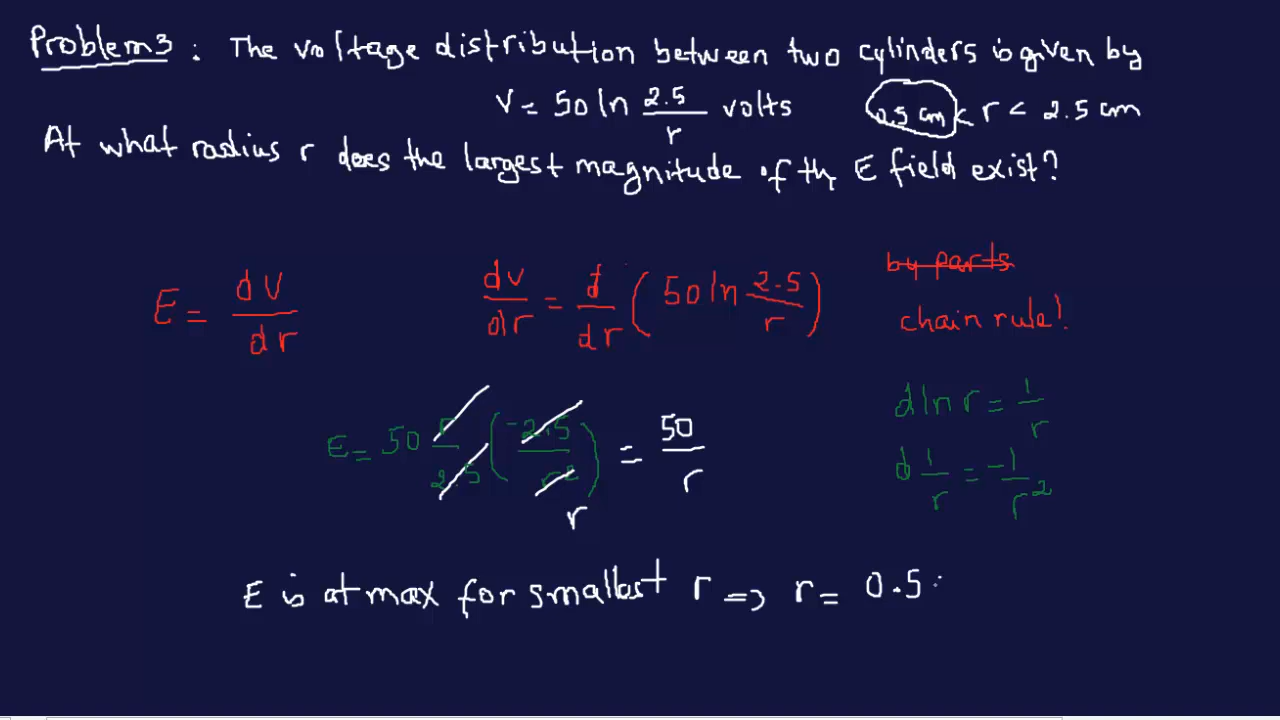 Problem 3 : The voltage distribution between two cylinders is given by
V = 50 ln 2.5/r volts 0.5 cm < r < 2.5 cm
At what radius r does the largest magnitude of the E field exist?
E = dV/dr dv/dr = d/dr (50 ln 2.5/r) by parts
chain rule!
E = 50 r/2.5 (-2.5/r²) = 50/r d ln r = 1/r
r d 1/r = -1/r²
E is at max for smallest r => r = 0.5